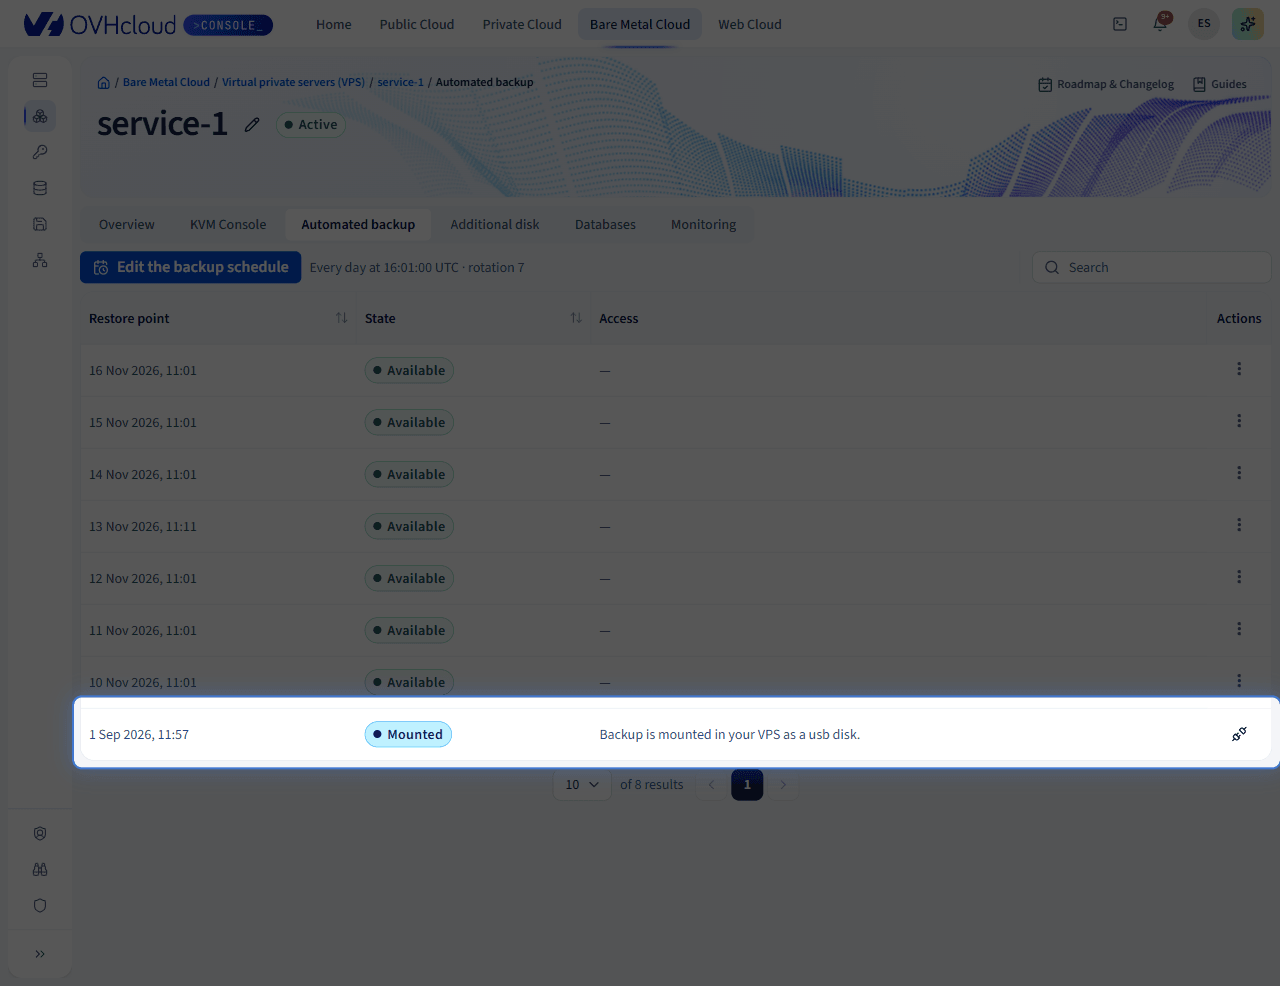 OVHcloud >CONSOLE_ Home Public Cloud Private Cloud Bare Metal Cloud Web Cloud 9+ ES
/ Bare Metal Cloud / Virtual private servers (VPS) / service-1 / Automated backup
Roadmap & Changelog Guides
service-1 Active
Overview KVM Console Automated backup Additional disk Databases Monitoring
Edit the backup schedule Every day at 16:01:00 UTC · rotation 7 Search
Restore point State Access Actions
16 Nov 2026, 11:01 Available —
15 Nov 2026, 11:01 Available —
14 Nov 2026, 11:01 Available —
13 Nov 2026, 11:11 Available —
12 Nov 2026, 11:01 Available —
11 Nov 2026, 11:01 Available —
10 Nov 2026, 11:01 Available —
1 Sep 2026, 11:57 Mounted Backup is mounted in your VPS as a usb disk.
10 of 8 results 1